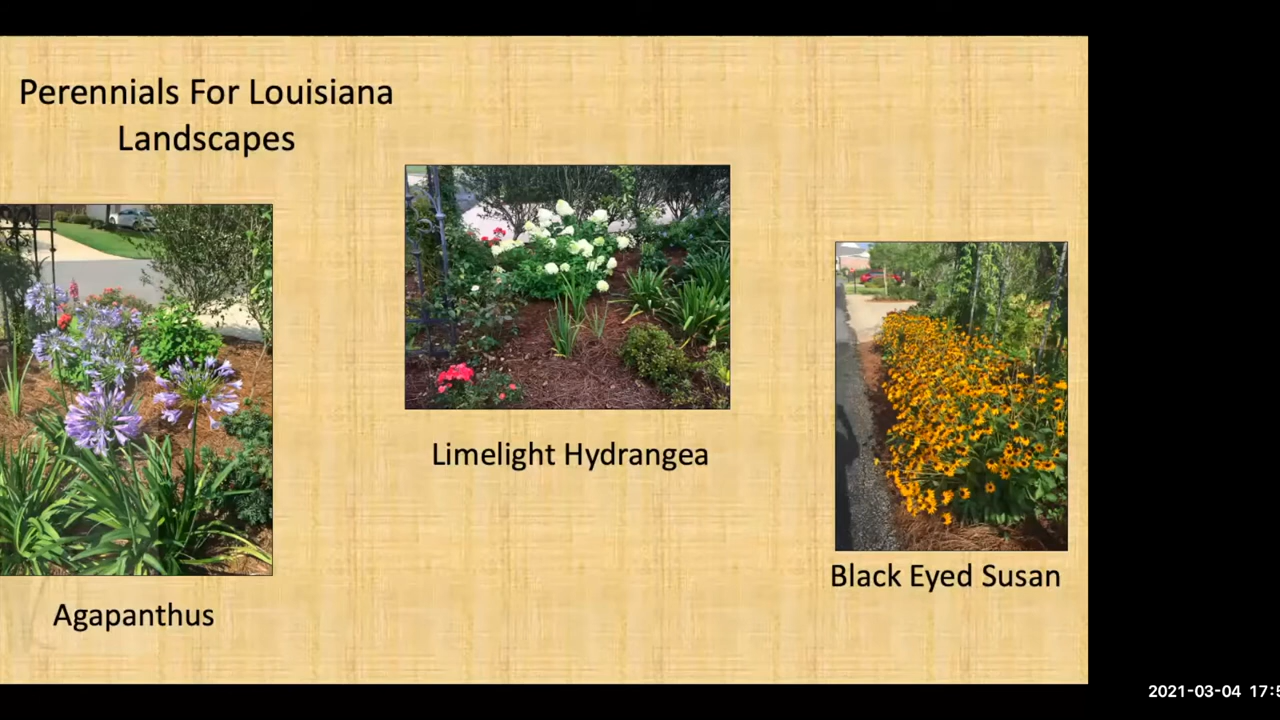 Perennials For Louisiana
Landscapes
Limelight Hydrangea
Black Eyed Susan
Agapanthus
2021-03-04 17:5